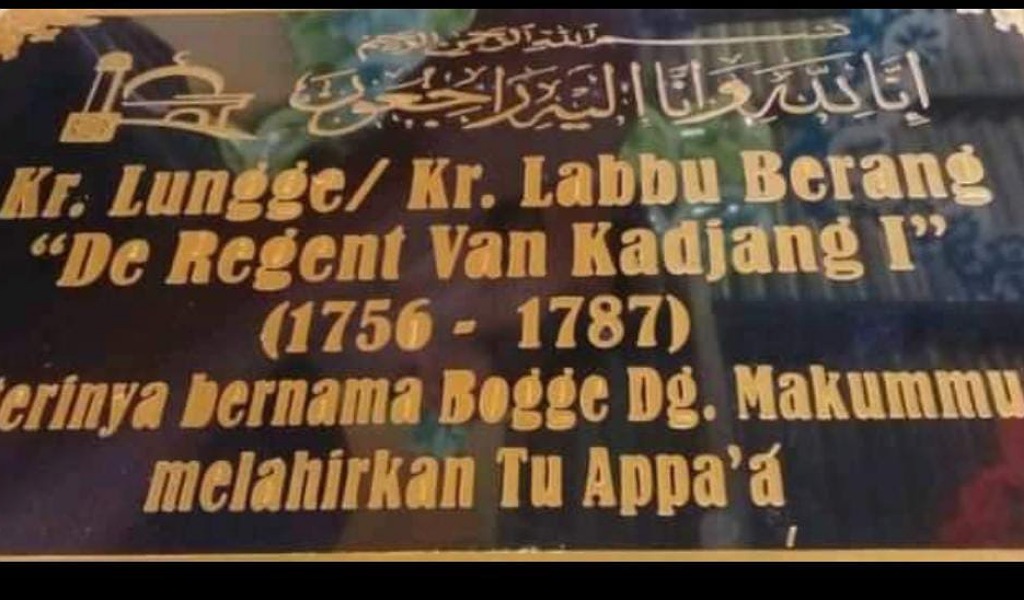 بسم الله الرحمن الرحيم
إنا لله وإنا إليه راجعون
Kr. Lungge/ Kr. Labbu Berang
“De Regent Van Kadjang I”
(1756 - 1787)
terinya bernama Bogge Dg. Makummu
melahirkan Tu Appa’á